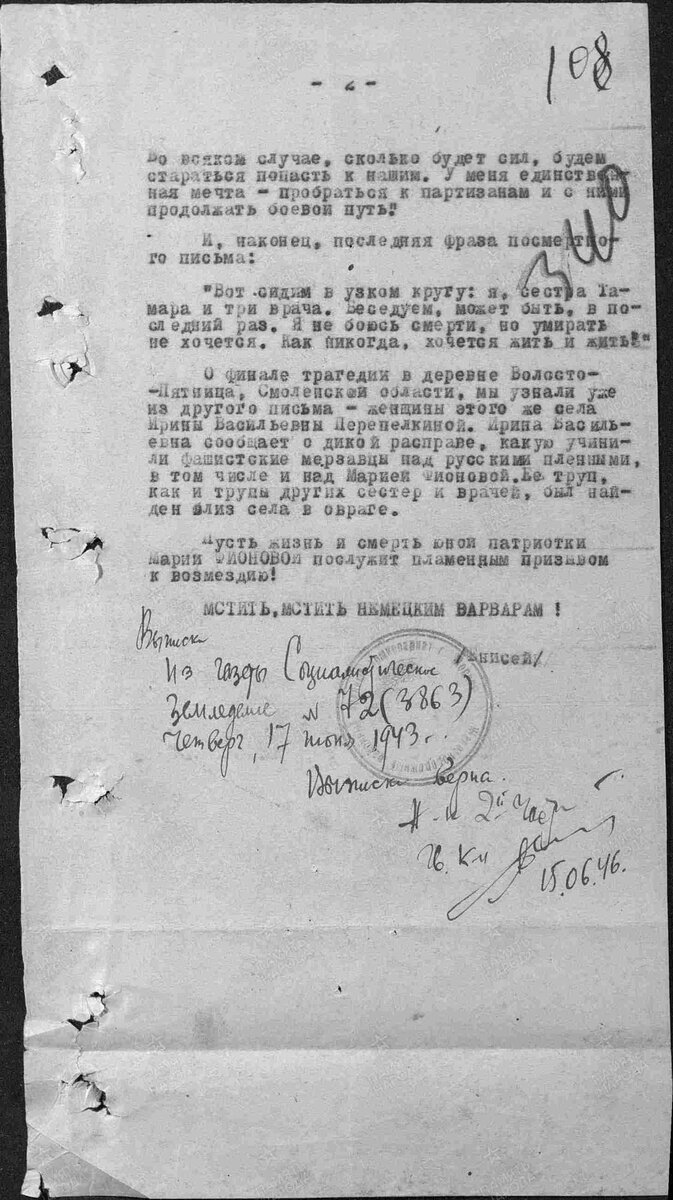 - 2 -
108
Во всяком случае, сколько будет сил, будем
стараться попасть к нашим. У меня единствен-
ная мечта - пробраться к партизанам и с ними
продолжать боевой путь."
И, наконец, последняя фраза посмертно-
го письма:
"Вот сидим в узком кругу: я, сестра Та-
мара и три врача. Беседуем, может быть, в по-
следний раз. Я не боюсь смерти, но умирать
не хочется. Как никогда, хочется жить и жить!"
О финале трагедии в деревне Волосто-
-Пятница, Смоленской области, мы узнали уже
из другого письма - женщины этого же села
Ирины Васильевны Перепелкиной. Ирина Василь-
евна сообщает о дикой расправе, какую учини-
ли фашистские мерзавцы над русскими пленными,
в том числе и над Марией Фионовой. Ее труп,
как и трупы других сестер и врачей, был най-
ден близ села в овраге.
Пусть жизнь и смерть юной патриотки
Марии ФИОНОВОЙ послужит пламенным призывом
к возмездию!
МСТИТЬ, МСТИТЬ НЕМЕЦКИМ ВАРВАРАМ !
/Енисей/
Выписка
Из газеты Социалистическое
Земледелие № 72 (3863)
Четверг, 17 июня 1943
Выписка верна.
Н-к 2й части
гв. к-н
15.06.46.